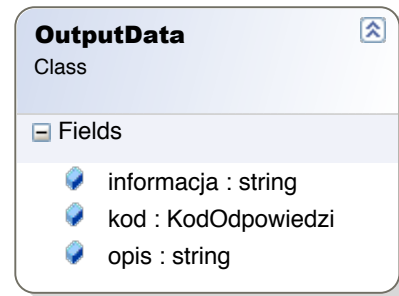 OutputData
Class
Fields
informacja : string
kod : KodOdpowiedzi
opis : string